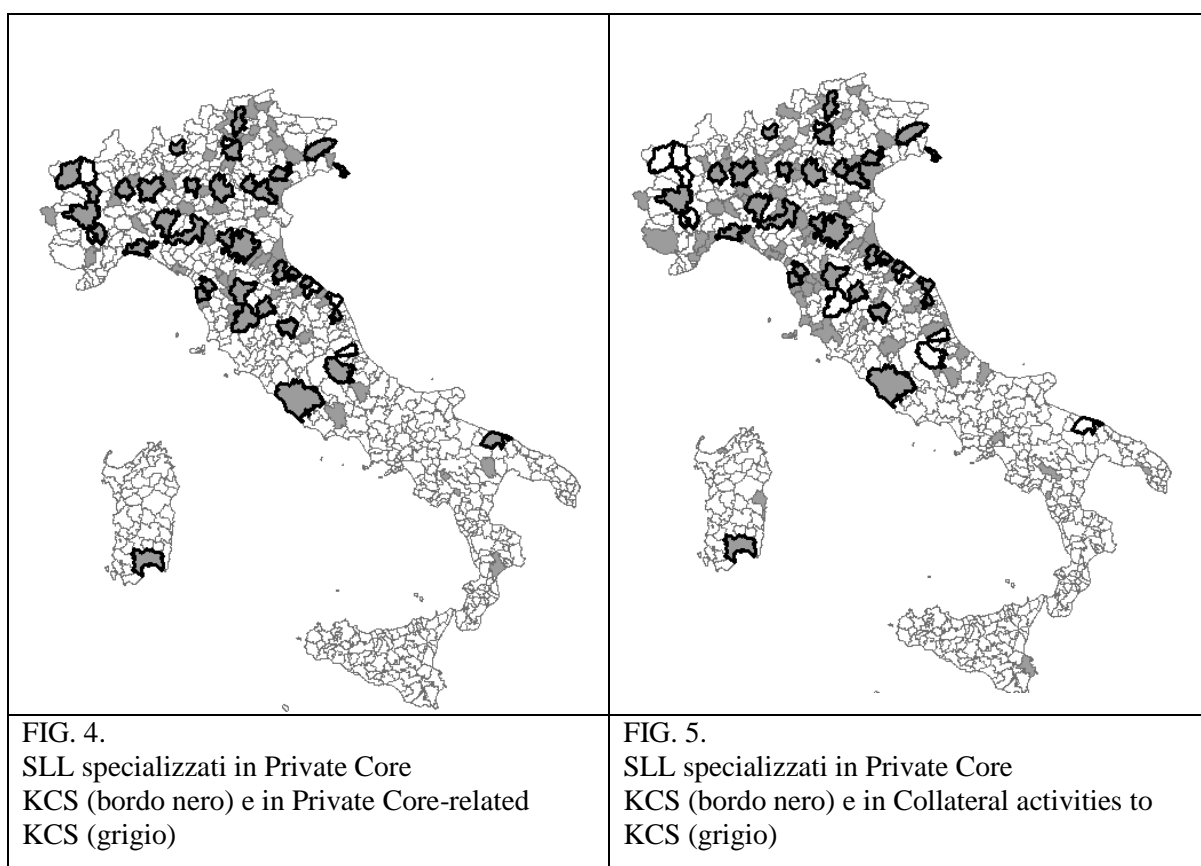 FIG. 4.
SLL specializzati in Private Core
KCS (bordo nero) e in Private Core-related
KCS (grigio)
FIG. 5.
SLL specializzati in Private Core
KCS (bordo nero) e in Collateral activities to
KCS (grigio)